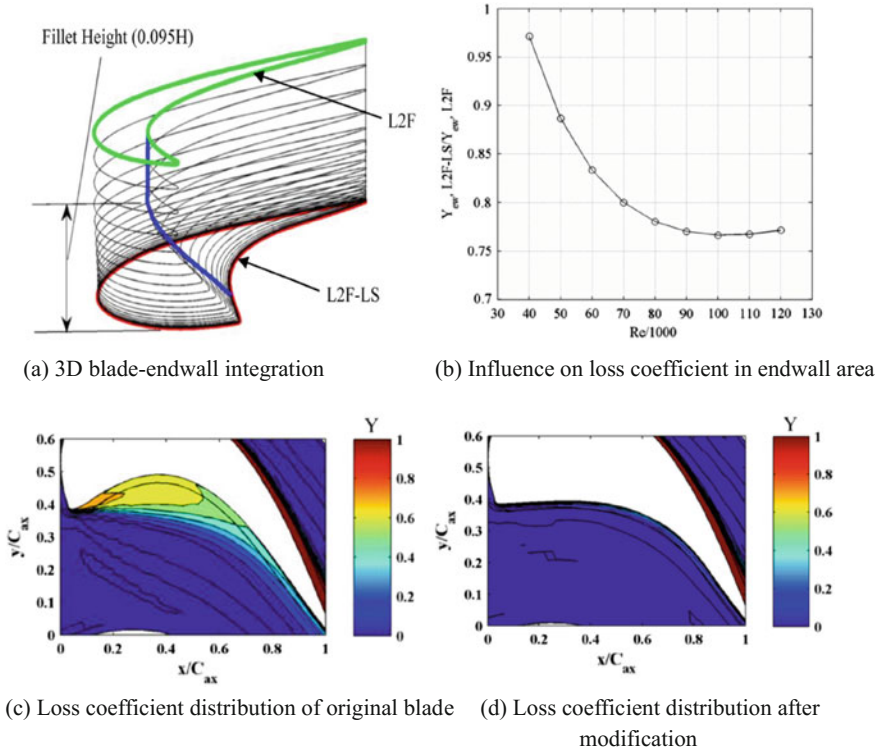 Fillet Height (0.095H)
L2F
L2F-LS
(a) 3D blade-endwall integration
1
0.95
0.9
0.85
0.8
0.75
0.7
Y_ew, L2F-LS/Y_ew, L2F
30 40 50 60 70 80 90 100 110 120 130
Re/1000
(b) Influence on loss coefficient in endwall area
Y
0.6
0.5
0.4
0.3
0.2
0.1
0
y/C_ax
0 0.2 0.4 0.6 0.8 1
x/C_ax
1
0.8
0.6
0.4
0.2
0
(c) Loss coefficient distribution of original blade
Y
0.6
0.5
0.4
0.3
0.2
0.1
0
y/C_ax
0 0.2 0.4 0.6 0.8 1
x/C_ax
1
0.8
0.6
0.4
0.2
0
(d) Loss coefficient distribution after
modification